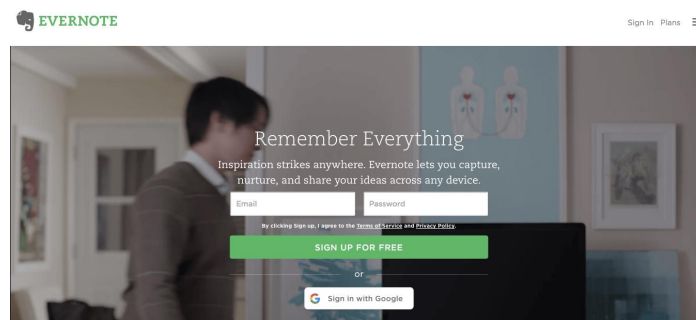 EVERNOTE
Sign In Plans
Remember Everything
Inspiration strikes anywhere. Evernote lets you capture,
nurture, and share your ideas across any device.
Email Password
By clicking Sign up, I agree to the Terms of Service and Privacy Policy.
SIGN UP FOR FREE
or
Sign in with Google